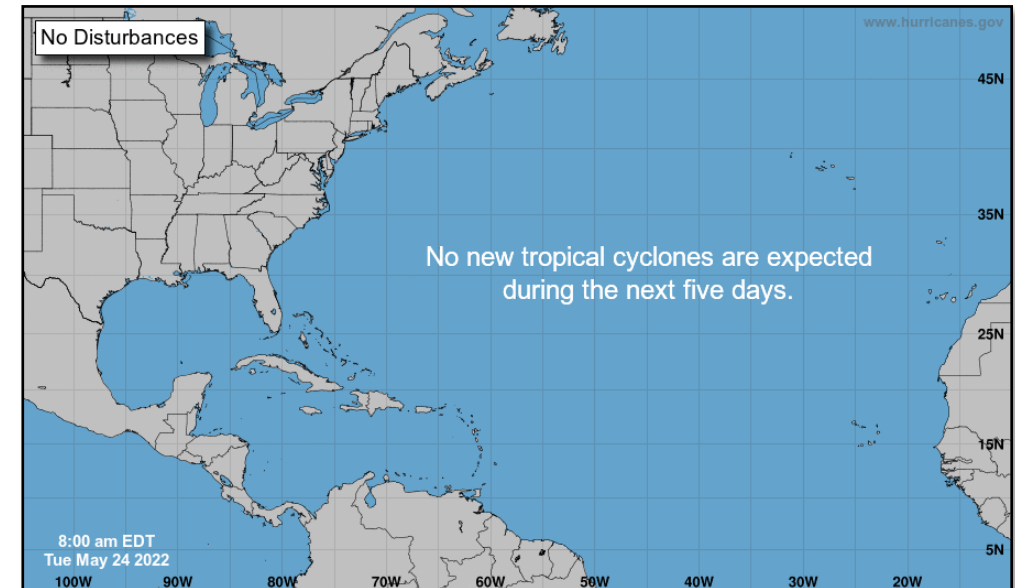 No Disturbances
www.hurricanes.gov
45N
35N
No new tropical cyclones are expected
during the next five days.
25N
15N
8:00 am EDT
Tue May 24 2022
5N
100W 90W 80W 70W 60W 50W 40W 30W 20W